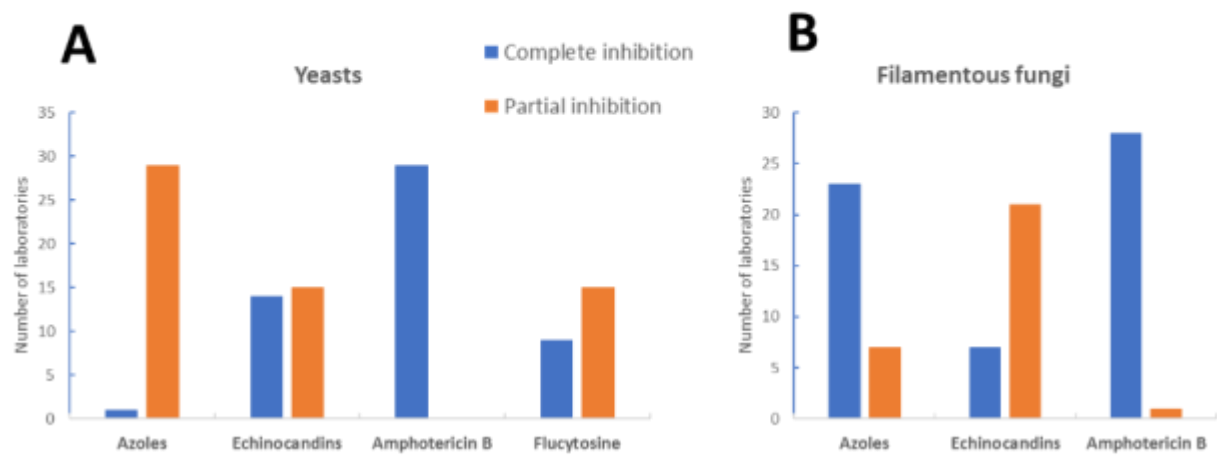 A
Yeasts
Complete inhibition
Partial inhibition
Number of laboratories
35
30
25
20
15
10
5
0
Azoles Echinocandins Amphotericin B Flucytosine
B
Filamentous fungi
Number of laboratories
30
25
20
15
10
5
0
Azoles Echinocandins Amphotericin B